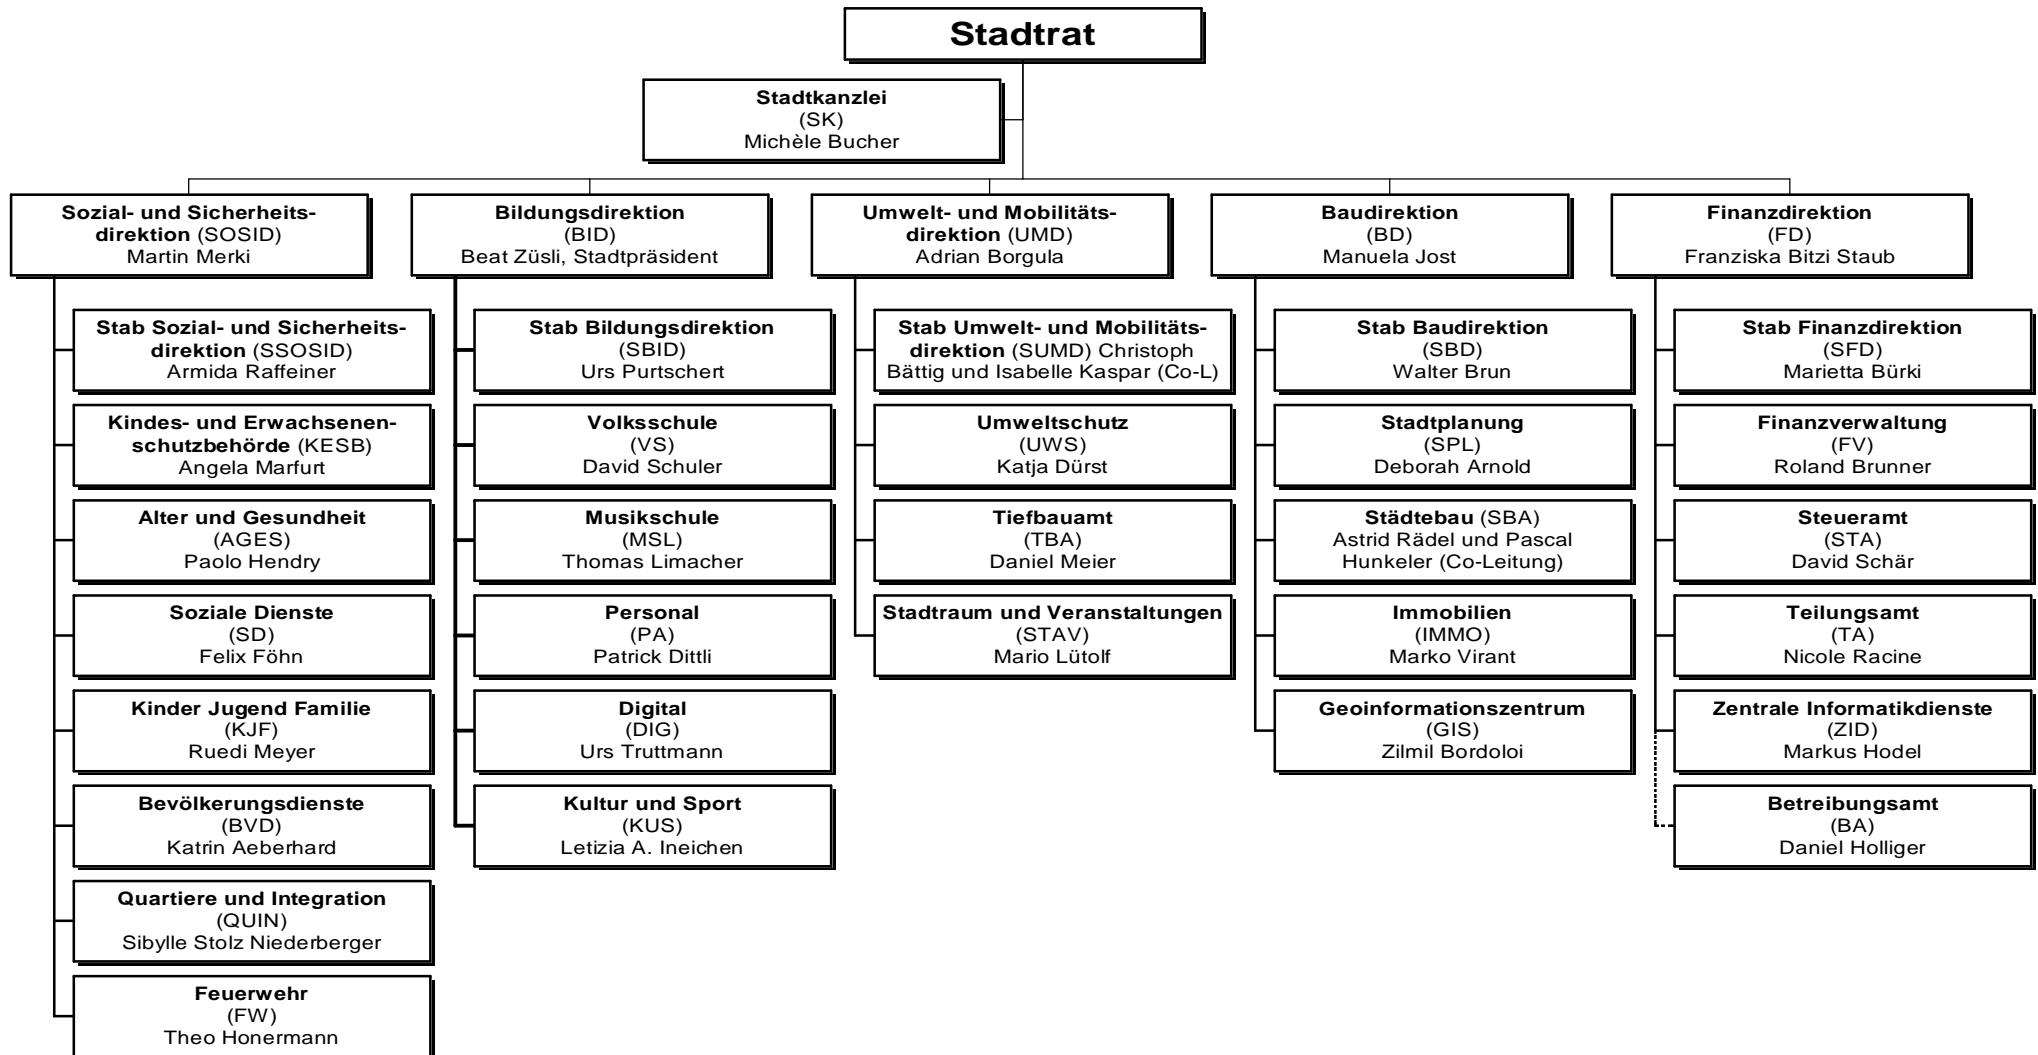 Stadtrat
Stadtkanzlei
(SK)
Michèle Bucher
Sozial- und Sicherheits-
direktion (SOSID)
Martin Merki
Stab Sozial- und Sicherheits-
direktion (SSOSID)
Armida Raffeiner
Kindes- und Erwachsenen-
schutzbehörde (KESB)
Angela Marfurt
Alter und Gesundheit
(AGES)
Paolo Hendry
Soziale Dienste
(SD)
Felix Föhn
Kinder Jugend Familie
(KJF)
Ruedi Meyer
Bevölkerungsdienste
(BVD)
Katrin Aeberhard
Quartiere und Integration
(QUIN)
Sibylle Stolz Niederberger
Feuerwehr
(FW)
Theo Honermann
Bildungsdirektion
(BID)
Beat Züsli, Stadtpräsident
Stab Bildungsdirektion
(SBID)
Urs Purtschert
Volksschule
(VS)
David Schuler
Musikschule
(MSL)
Thomas Limacher
Personal
(PA)
Patrick Dittli
Digital
(DIG)
Urs Truttmann
Kultur und Sport
(KUS)
Letizia A. Ineichen
Umwelt- und Mobilitäts-
direktion (UMD)
Adrian Borgula
Stab Umwelt- und Mobilitäts-
direktion (SUMD) Christoph
Bättig und Isabelle Kaspar (Co-L)
Umweltschutz
(UWS)
Katja Dürst
Tiefbauamt
(TBA)
Daniel Meier
Stadtraum und Veranstaltungen
(STAV)
Mario Lütolf
Baudirektion
(BD)
Manuela Jost
Stab Baudirektion
(SBD)
Walter Brun
Stadtplanung
(SPL)
Deborah Arnold
Städtebau (SBA)
Astrid Rädel und Pascal
Hunkeler (Co-Leitung)
Immobilien
(IMMO)
Marko Virant
Geoinformationszentrum
(GIS)
Zilmil Bordoloi
Finanzdirektion
(FD)
Franziska Bitzi Staub
Stab Finanzdirektion
(SFD)
Marietta Bürki
Finanzverwaltung
(FV)
Roland Brunner
Steueramt
(STA)
David Schär
Teilungsamt
(TA)
Nicole Racine
Zentrale Informatikdienste
(ZID)
Markus Hodel
Betreibungsamt
(BA)
Daniel Holliger